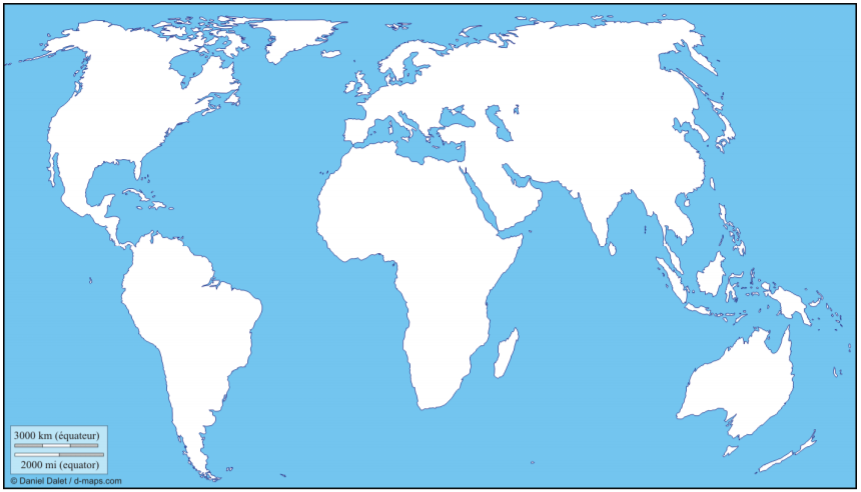 3000 km (équateur)
2000 mi (equator)
© Daniel Dalet / d-maps.com